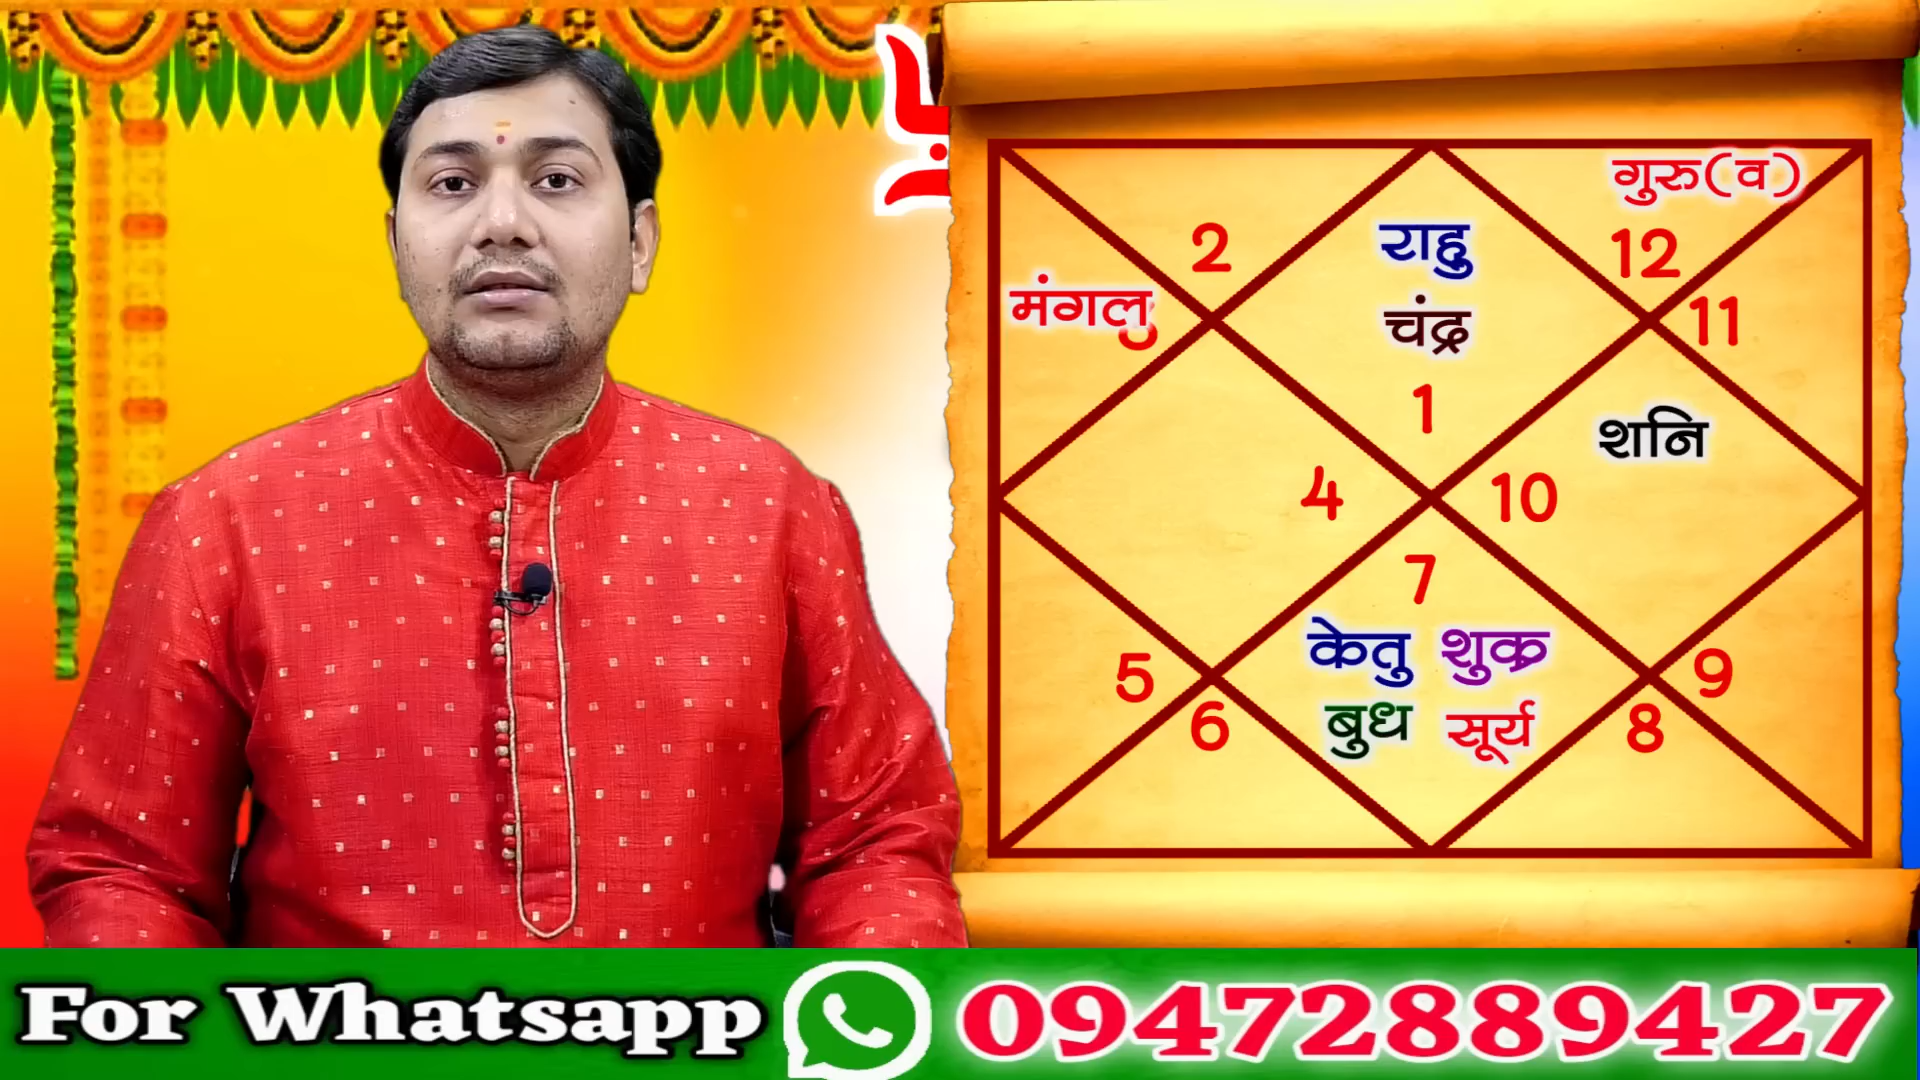 गुरु(व)
2
राहु
12
मंगल
चंद्र
11
1
शनि
4
10
7
केतु शुक्र
5
9
बुध सूर्य
6
8
For Whatsapp 09472889427